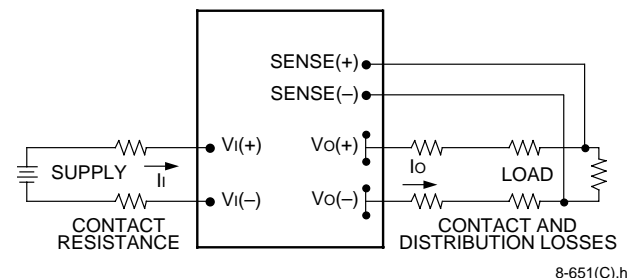 SENSE(+)
SENSE(–)
SUPPLY
II
VI(+)
VO(+)
IO
LOAD
VI(–)
VO(–)
CONTACT
RESISTANCE
CONTACT AND
DISTRIBUTION LOSSES
8-651(C).h